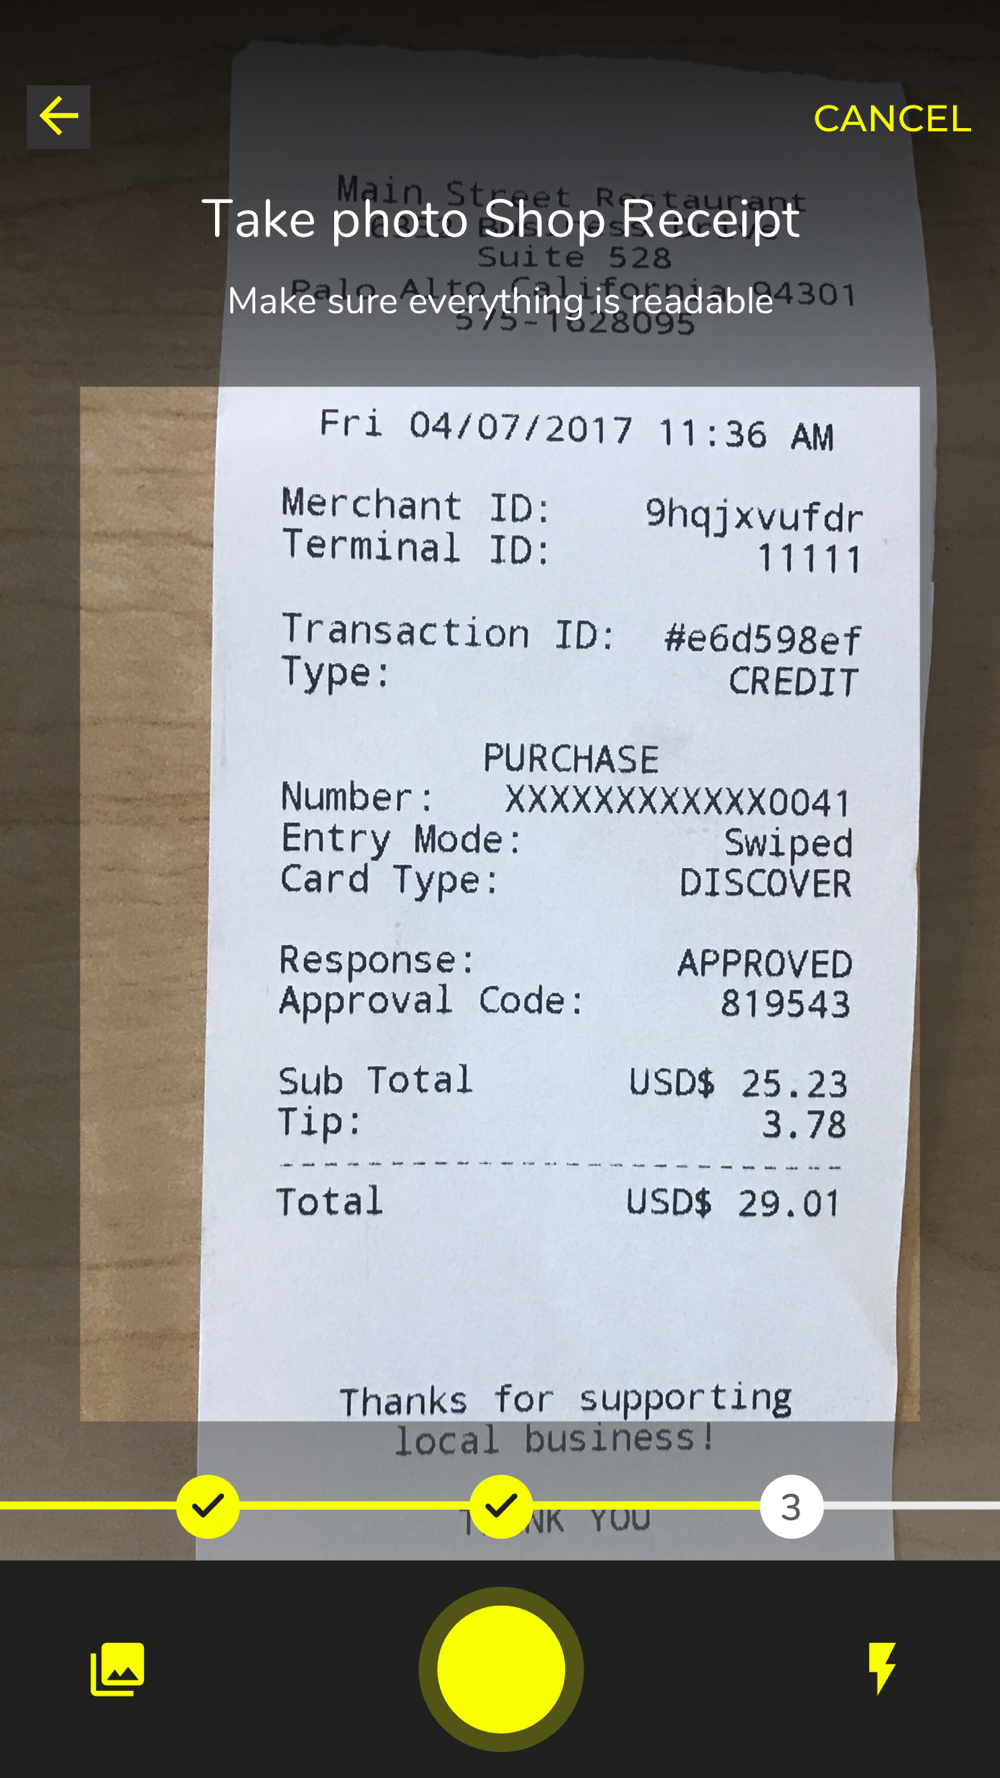 CANCEL
Main Street Restaurant
Take photo Shop Receipt
6332 Business Drive
Suite 528
Palo Alto California 94301
Make sure everything is readable
575-1628095
Fri 04/07/2017 11:36 AM
Merchant ID: 9hqjxvufdr
Terminal ID: 11111
Transaction ID: #e6d598ef
Type: CREDIT
PURCHASE
Number: XXXXXXXXXXXX0041
Entry Mode: Swiped
Card Type: DISCOVER
Response: APPROVED
Approval Code: 819543
Sub Total USD$ 25.23
Tip: 3.78
Total USD$ 29.01
Thanks for supporting
local business!
3
YOU